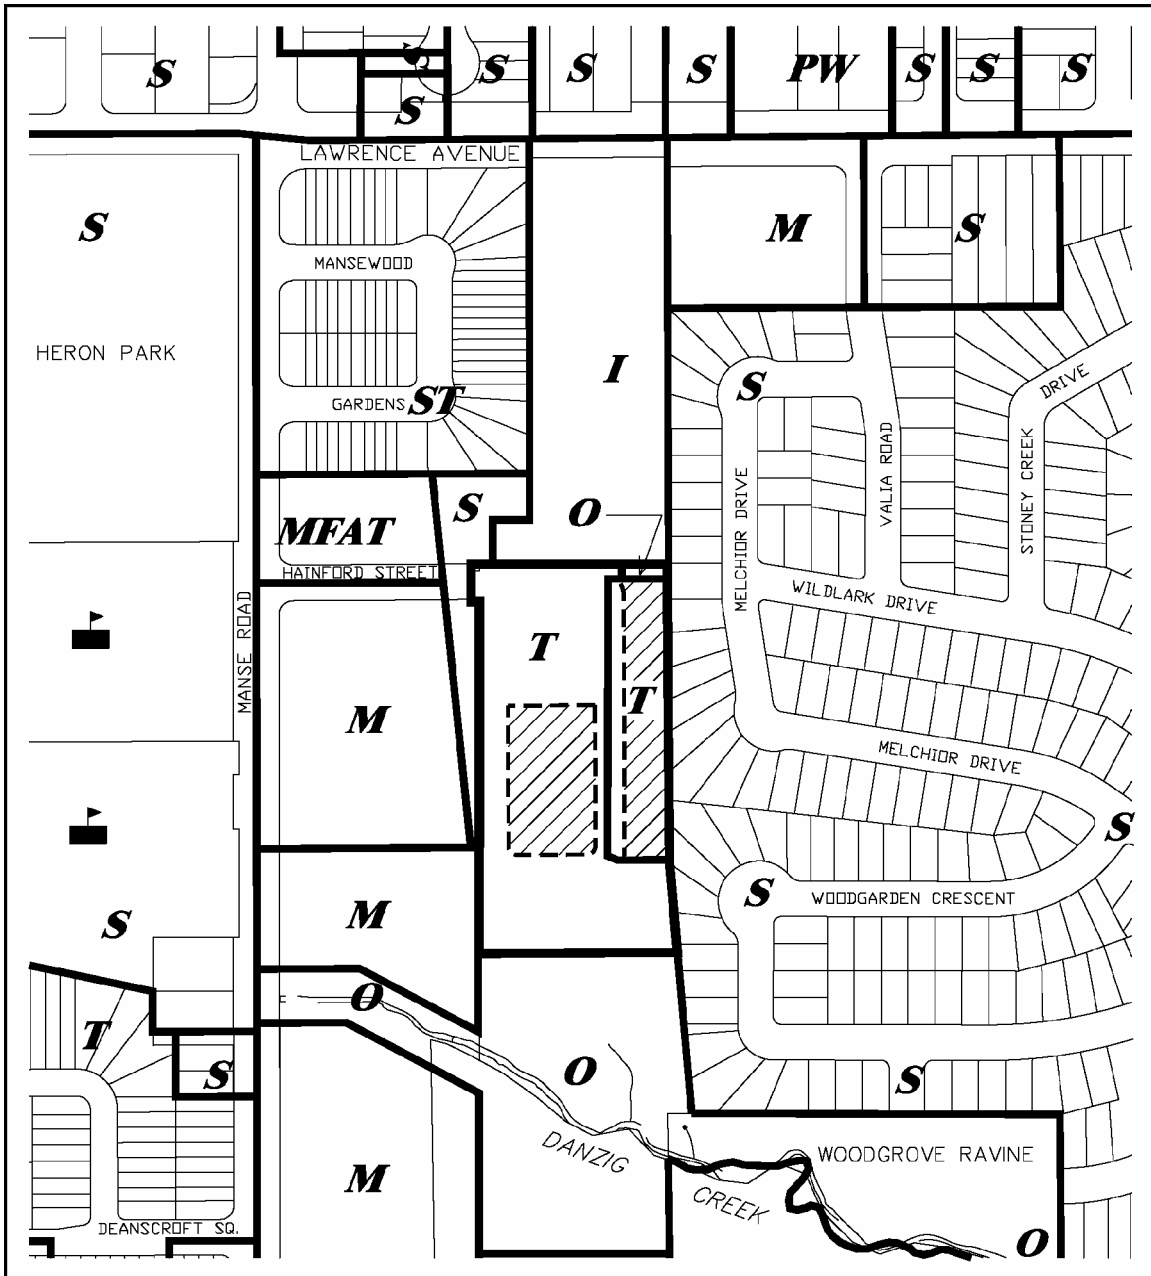 S
S
S
S
PW
S
S
S
S
LAWRENCE AVENUE
S
M
S
MANSEWOOD
HERON PARK
I
GARDENS
ST
S
DRIVE
STONEY CREEK
VALIA ROAD
MELCHIOR DRIVE
S
O
MFAT
HAINFORD STREET
WILDLARK DRIVE
MANSE ROAD
T
T
M
MELCHIOR DRIVE
S
S
WOODGARDEN CRESCENT
S
M
O
T
S
O
S
DANZIG
CREEK
WOODGROVE RAVINE
M
DEANSCROFT SQ.
O